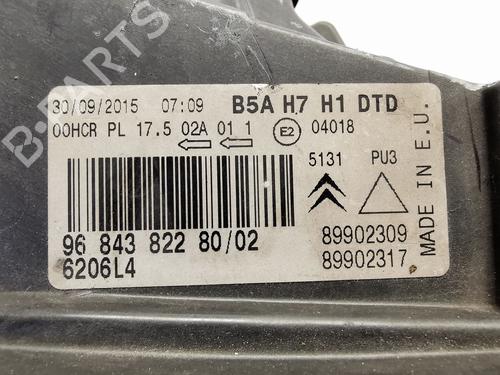 B-PARTS
30/09/2015 07:09 B5A H7 H1 DTD
00HCR PL 17.5 02A 01 1 E2 04018
5131 PU3
MADE IN E.U.
96 843 822 80/02
6206L4
89902309
89902317